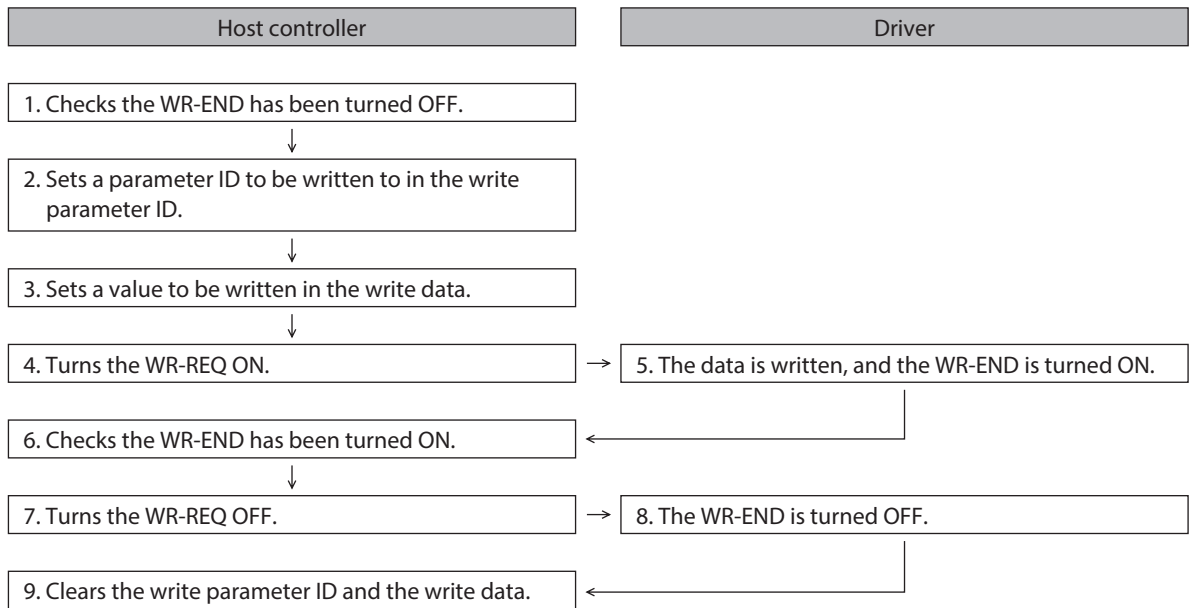 Host controller
Driver
1. Checks the WR-END has been turned OFF.
2. Sets a parameter ID to be written to in the write
parameter ID.
3. Sets a value to be written in the write data.
4. Turns the WR-REQ ON.
5. The data is written, and the WR-END is turned ON.
6. Checks the WR-END has been turned ON.
7. Turns the WR-REQ OFF.
8. The WR-END is turned OFF.
9. Clears the write parameter ID and the write data.